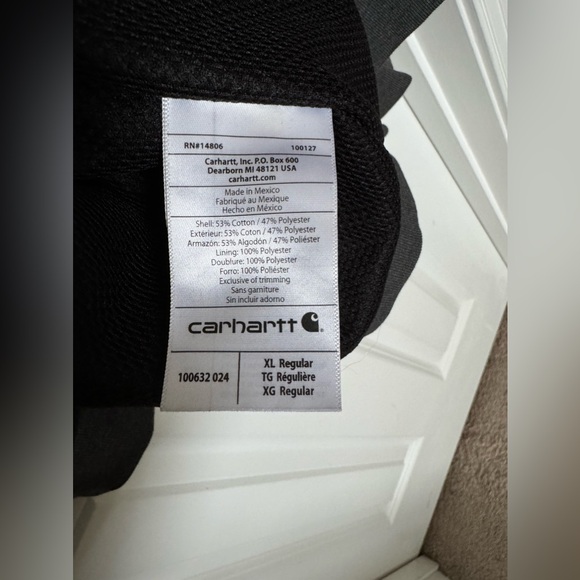 RN#14806 100127
Carhartt, Inc. P.O. Box 600
Dearborn MI 48121 USA
carhartt.com
Made in Mexico
Fabriqué au Mexique
Hecho en México
Shell: 53% Cotton / 47% Polyester
Extérieur: 53% Coton / 47% Polyester
Armazón: 53% Algodón / 47% Poliéster
Lining: 100% Polyester
Doublure: 100% Polyester
Forro: 100% Poliéster
Exclusive of trimming
Sans garniture
Sin incluir adorno
carhartt
100632 024
XL Regular
TG Régulière
XG Regular